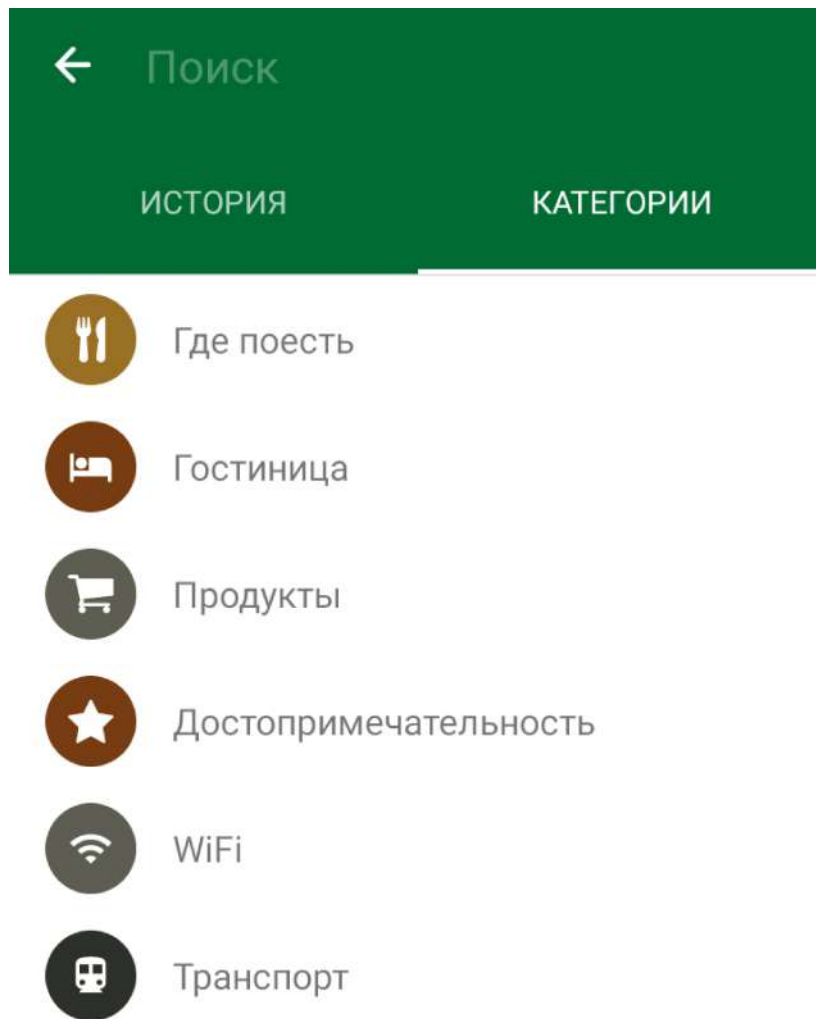 Поиск
ИСТОРИЯ
КАТЕГОРИИ
Где поесть
Гостиница
Продукты
Достопримечательность
WiFi
Транспорт